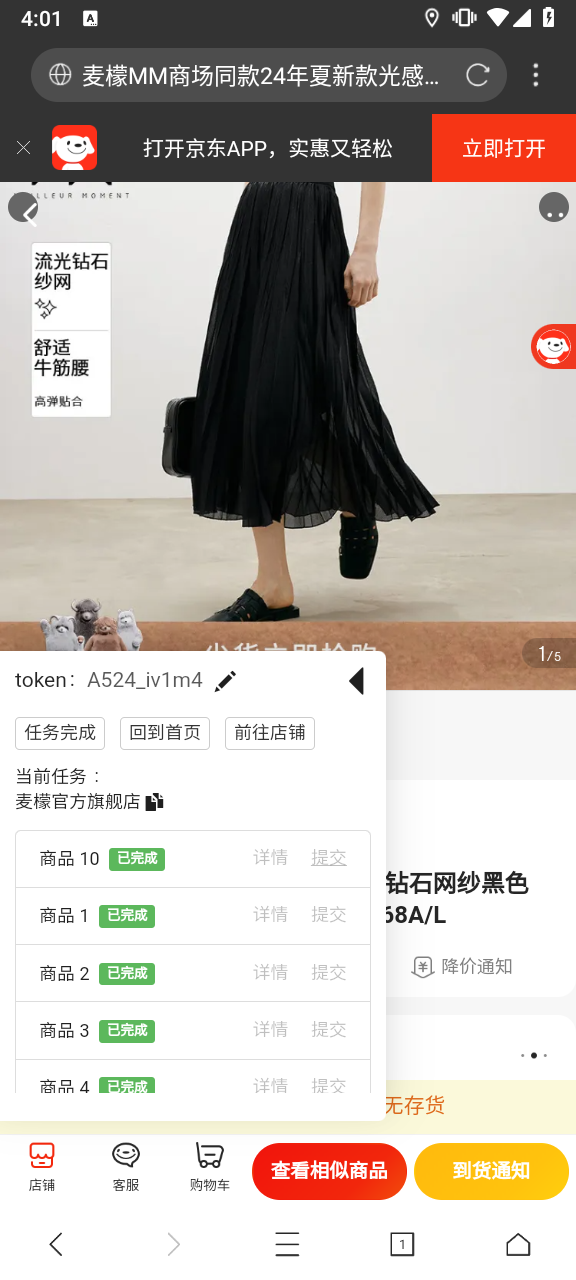 4:01
A
麦檬MM商场同款24年夏新款光感...
打开京东APP，实惠又轻松
立即打开
LLEUR MOMENT
流光钻石
纱网
舒适
牛筋腰
高弹贴合
1/5
token： A524_iv1m4
任务完成
回到首页
前往店铺
当前任务：
麦檬官方旗舰店
商品 10 已完成 详情 提交
钻石网纱黑色
商品 1 已完成 详情 提交
68A/L
商品 2 已完成 详情 提交
降价通知
商品 3 已完成 详情 提交
商品 4 已完成 详情 提交
无存货
店铺
客服
购物车
查看相似商品
到货通知
1